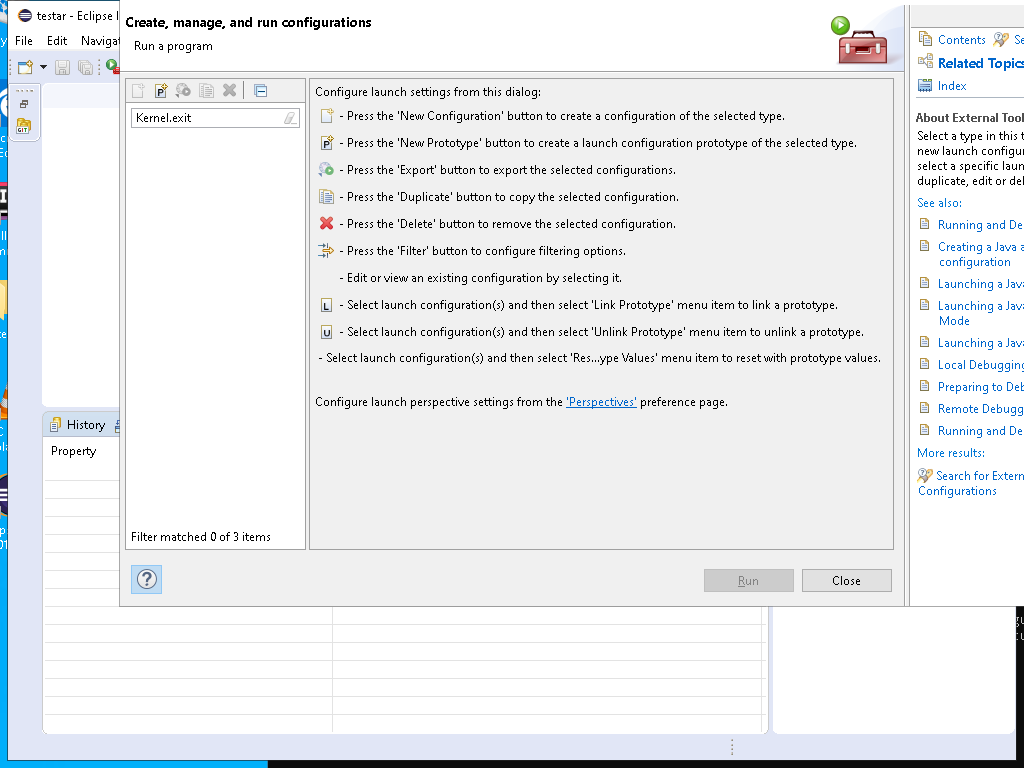 testar - Eclipse I
File Edit Navigat
Create, manage, and run configurations
Run a program
Kernel.exit
Filter matched 0 of 3 items
Configure launch settings from this dialog:
- Press the 'New Configuration' button to create a configuration of the selected type.
- Press the 'New Prototype' button to create a launch configuration prototype of the selected type.
- Press the 'Export' button to export the selected configurations.
- Press the 'Duplicate' button to copy the selected configuration.
- Press the 'Delete' button to remove the selected configuration.
- Press the 'Filter' button to configure filtering options.
- Edit or view an existing configuration by selecting it.
- Select launch configuration(s) and then select 'Link Prototype' menu item to link a prototype.
- Select launch configuration(s) and then select 'Unlink Prototype' menu item to unlink a prototype.
- Select launch configuration(s) and then select 'Res...ype Values' menu item to reset with prototype values.
Configure launch perspective settings from the 'Perspectives' preference page.
Run Close
History
Property
Contents Se
Related Topics
Index
About External Tool
Select a type in this t
new launch configur
select a specific laun
duplicate, edit or del
See also:
Running and De
Creating a Java a
configuration
Launching a Java
Launching a Java
Mode
Launching a Java
Local Debugging
Preparing to Deb
Remote Debugg
Running and De
More results:
Search for Extern
Configurations